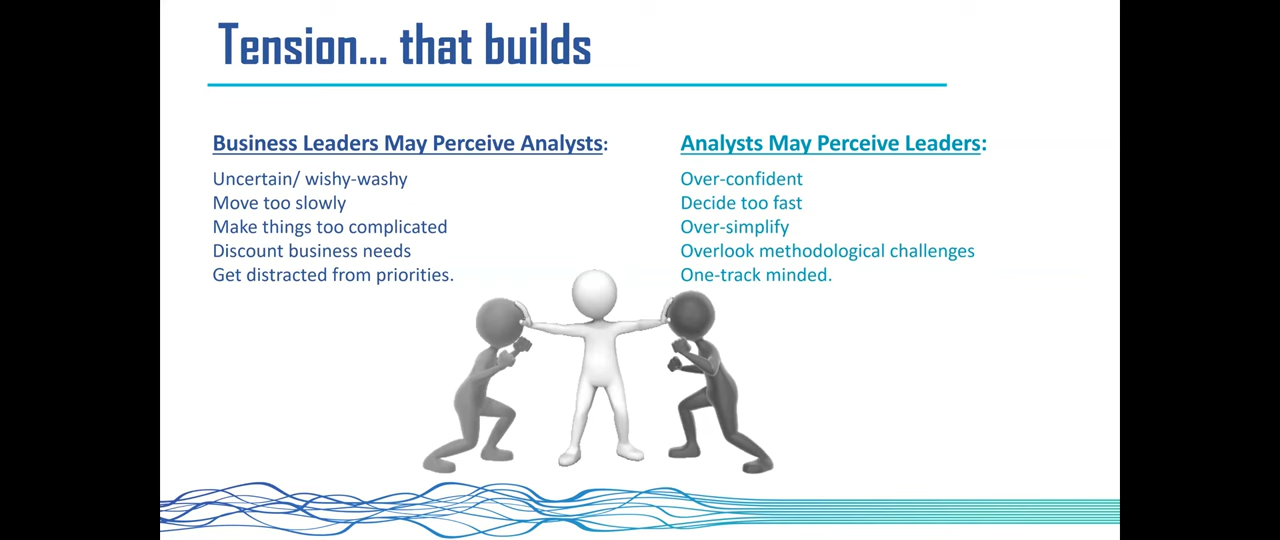 Tension... that builds
Business Leaders May Perceive Analysts:
Uncertain/ wishy-washy
Move too slowly
Make things too complicated
Discount business needs
Get distracted from priorities.
Analysts May Perceive Leaders:
Over-confident
Decide too fast
Over-simplify
Overlook methodological challenges
One-track minded.